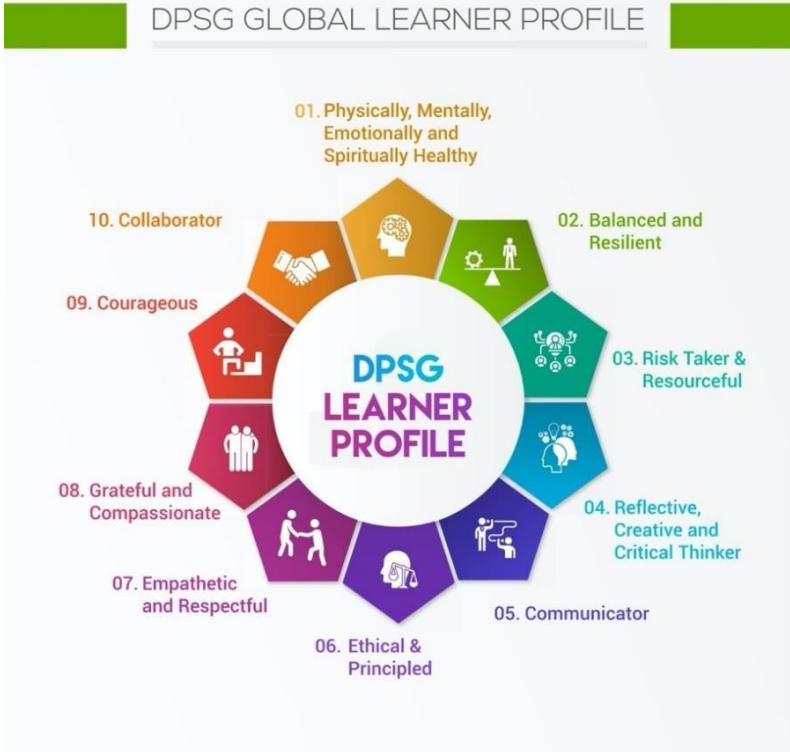 DPSG GLOBAL LEARNER PROFILE
01. Physically, Mentally,
Emotionally and
Spiritually Healthy
02. Balanced and
Resilient
03. Risk Taker &
Resourceful
04. Reflective,
Creative and
Critical Thinker
05. Communicator
06. Ethical &
Principled
07. Empathetic
and Respectful
08. Grateful and
Compassionate
09. Courageous
10. Collaborator
DPSG
LEARNER
PROFILE